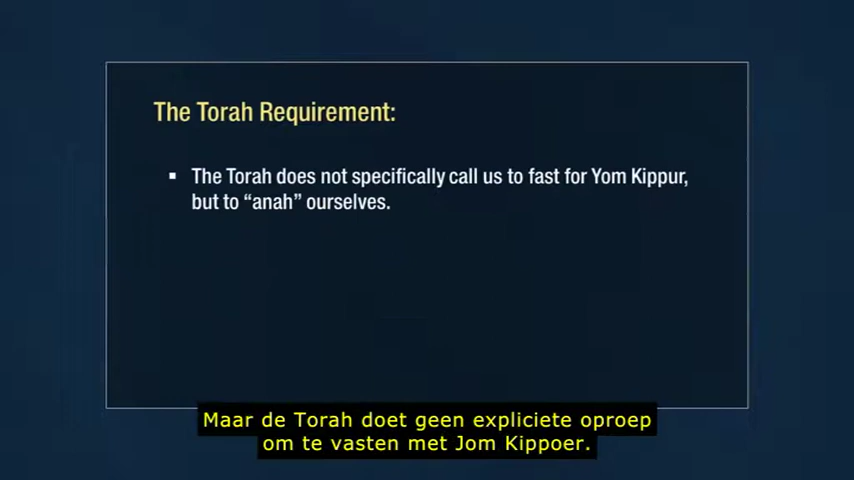 The Torah Requirement:
▪ The Torah does not specifically call us to fast for Yom Kippur,
but to “anah” ourselves.
Maar de Torah doet geen expliciete oproep
om te vasten met Jom Kippoer.